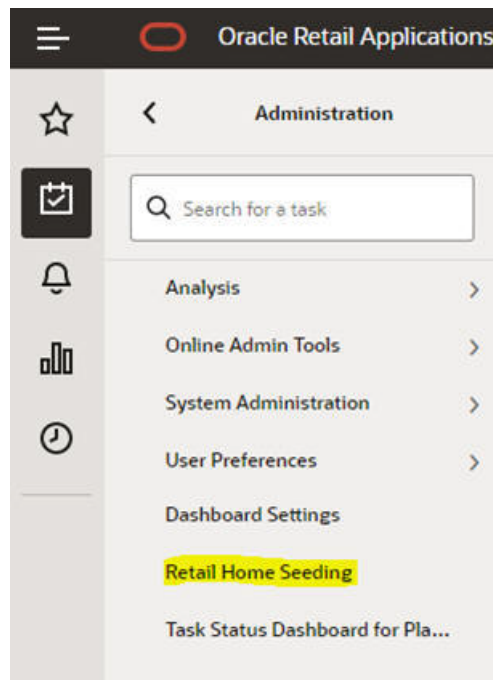 Oracle Retail Applications
Administration
Search for a task
Analysis
Online Admin Tools
System Administration
User Preferences
Dashboard Settings
Retail Home Seeding
Task Status Dashboard for Pla...